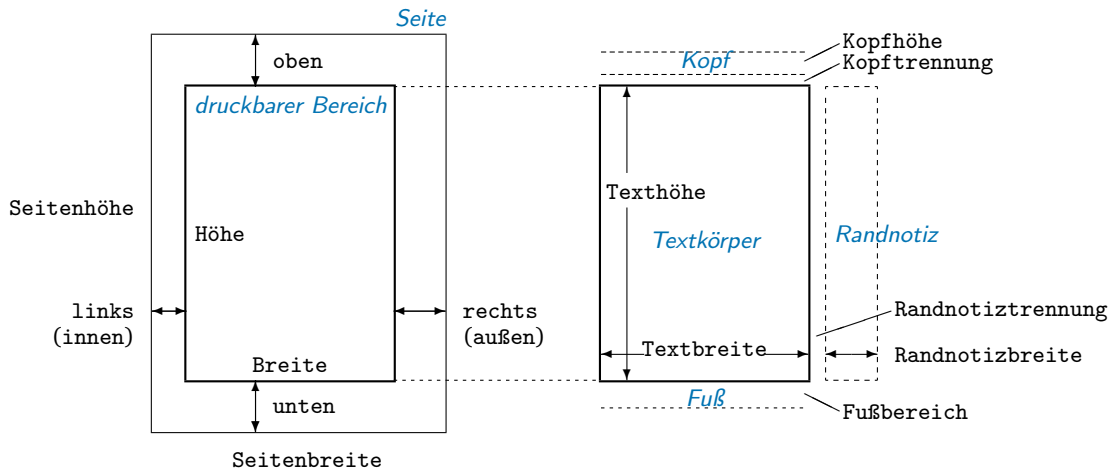 Seite
oben
druckbarer Bereich
Seitenhöhe
Höhe
links
(innen)
rechts
(außen)
Breite
unten
Seitenbreite
Kopf
Kopfhöhe
Kopftrennung
Texthöhe
Textkörper
Randnotiz
Randnotiztrennung
Textbreite
Randnotizbreite
Fuß
Fußbereich